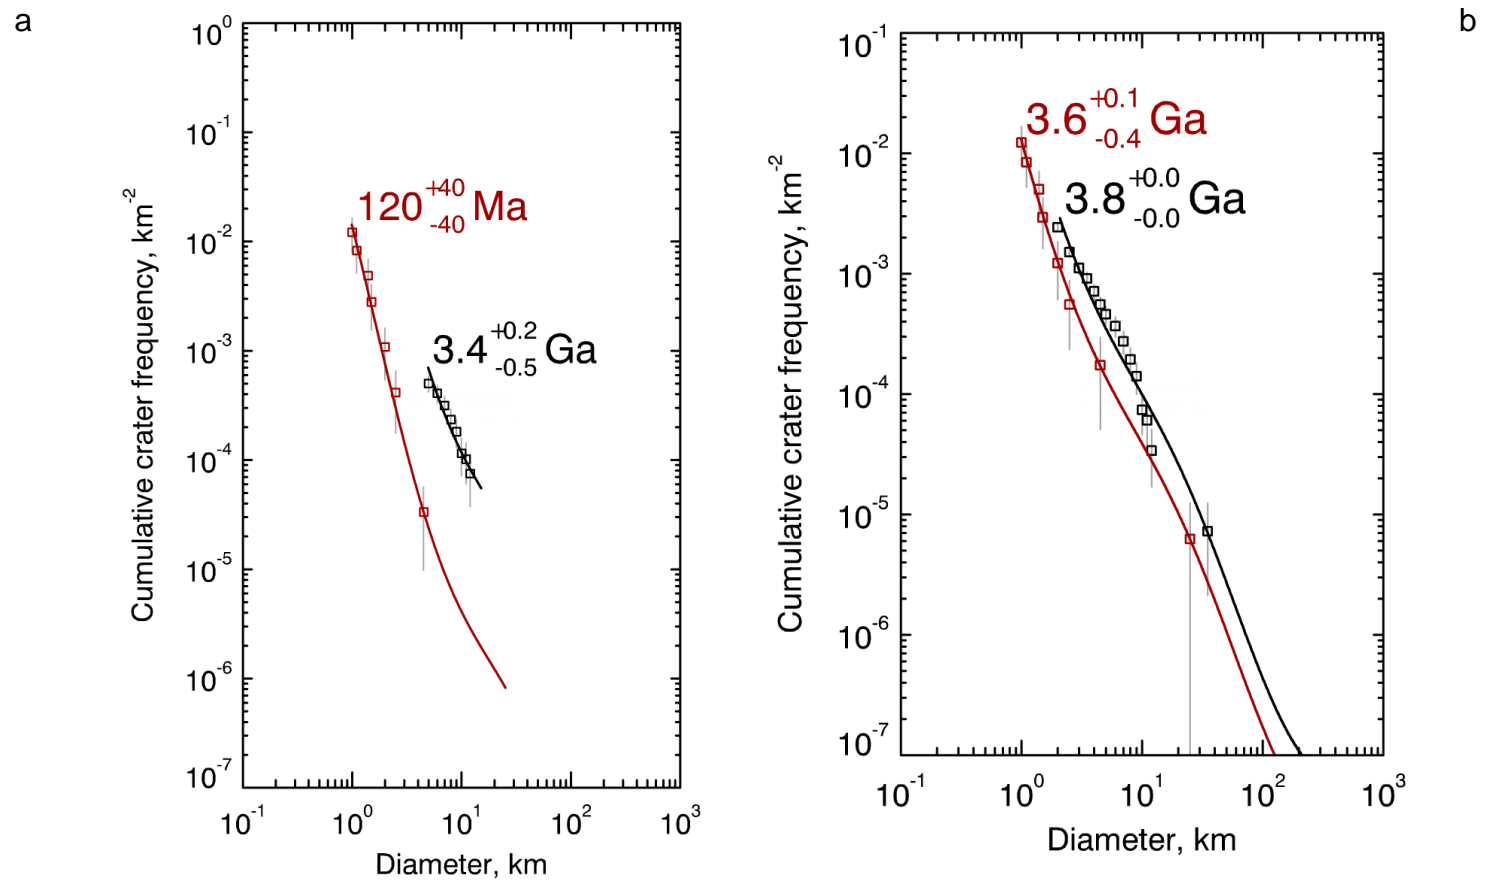 a
10^0
10^-1
10^-2
10^-3
10^-4
10^-5
10^-6
10^-7
Cumulative crater frequency, km^-2
120 +40 -40 Ma
3.4 +0.2 -0.5 Ga
10^-1 10^0 10^1 10^2 10^3
Diameter, km
b
10^-1
10^-2
10^-3
10^-4
10^-5
10^-6
10^-7
Cumulative crater frequency, km^-2
3.6 +0.1 -0.4 Ga
3.8 +0.0 -0.0 Ga
10^-1 10^0 10^1 10^2 10^3
Diameter, km